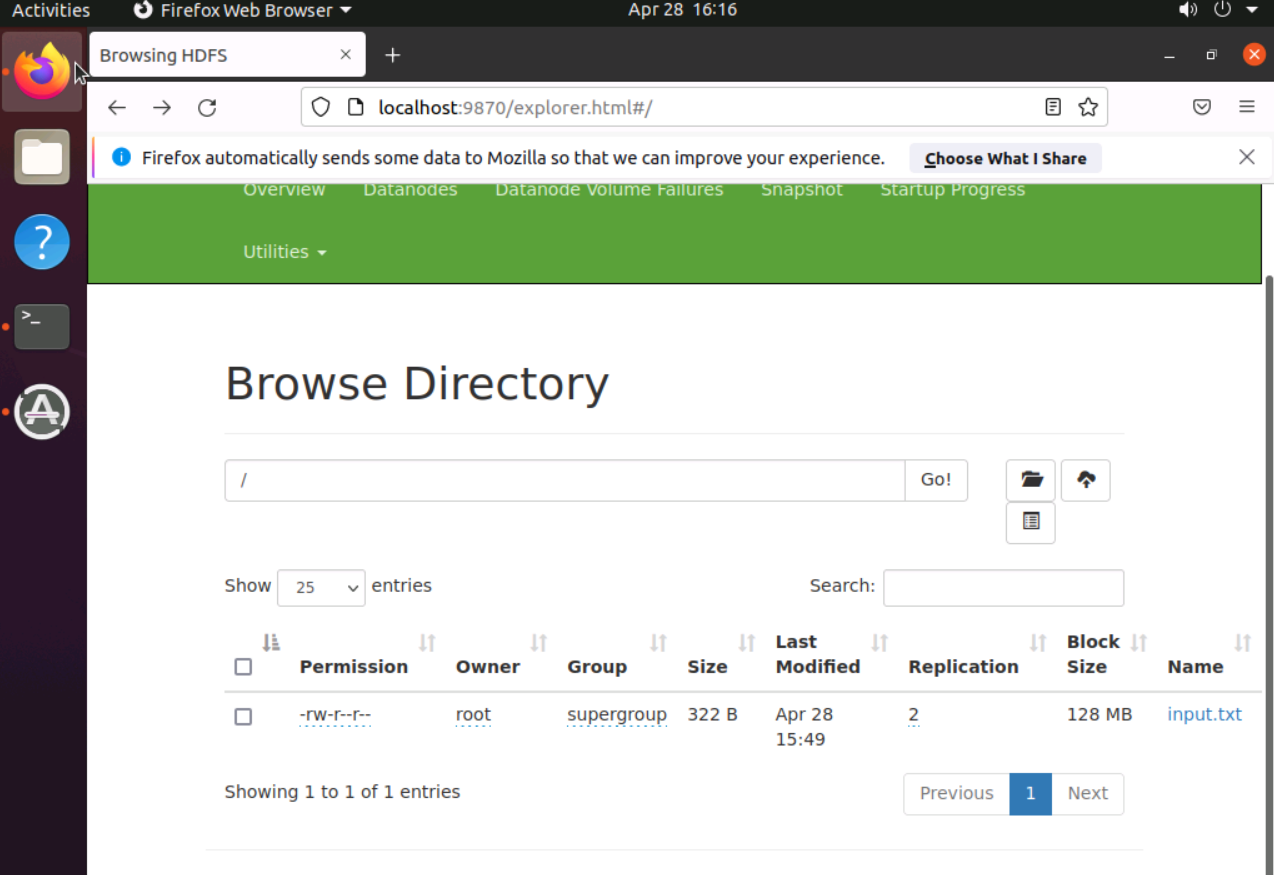 Activities Firefox Web Browser Apr 28 16:16
Browsing HDFS
localhost:9870/explorer.html#/
Firefox automatically sends some data to Mozilla so that we can improve your experience. Choose What I Share
Overview Datanodes Datanode Volume Failures Snapshot Startup Progress
Utilities
Browse Directory
/ Go!
Show 25 entries Search:
Permission Owner Group Size Last Modified Replication Block Size Name
-rw-r--r-- root supergroup 322 B Apr 28 15:49 2 128 MB input.txt
Showing 1 to 1 of 1 entries Previous 1 Next